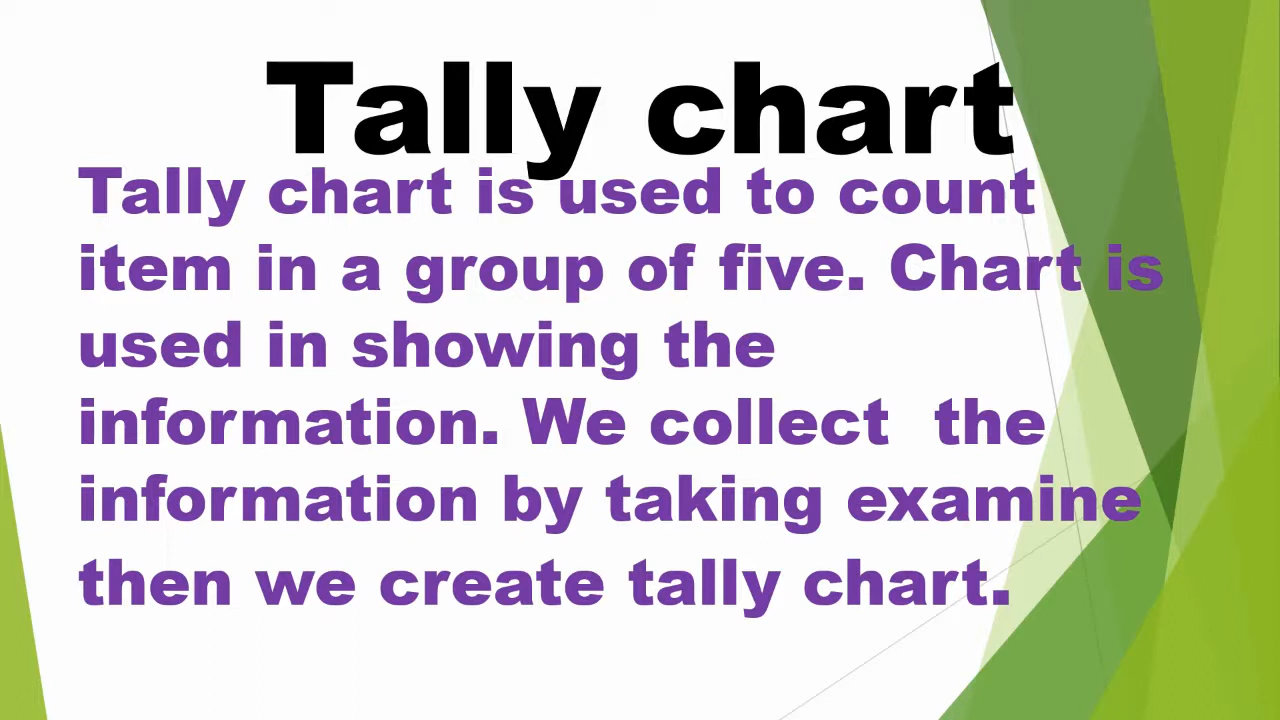 Tally chart
Tally chart is used to count
item in a group of five. Chart is
used in showing the
information. We collect  the
information by taking examine
then we create tally chart.